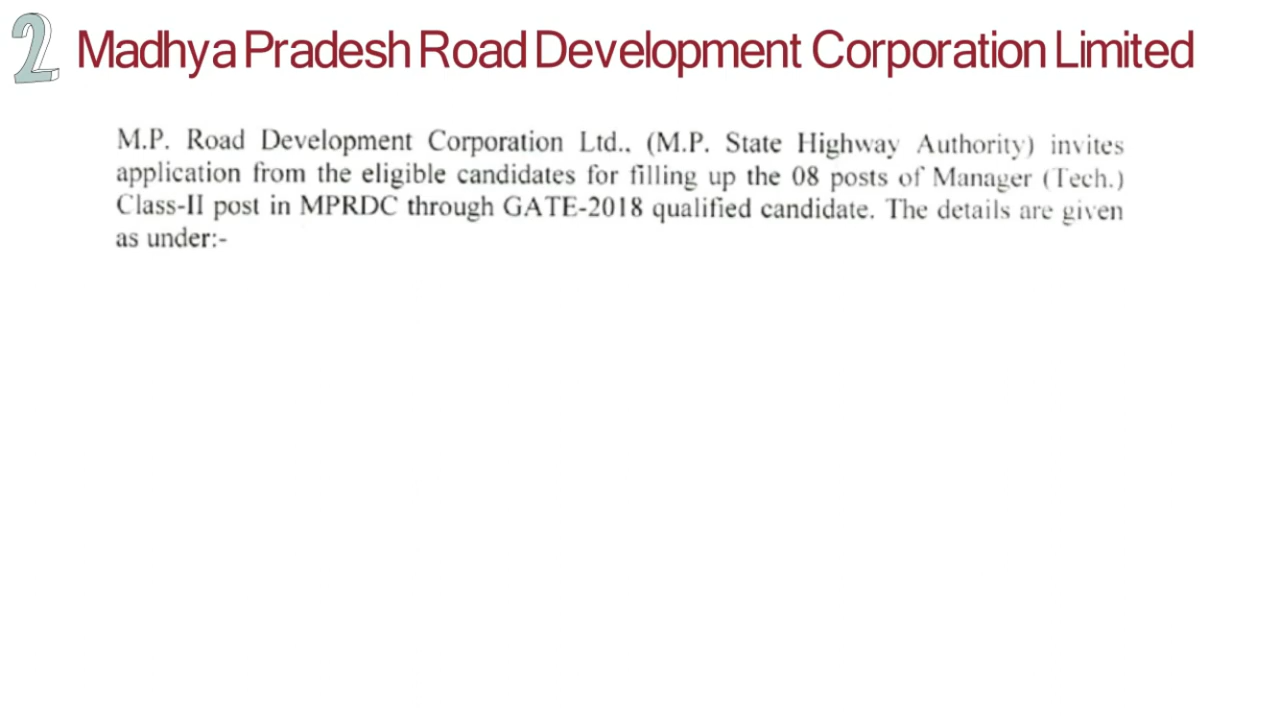 2 Madhya Pradesh Road Development Corporation Limited
M.P. Road Development Corporation Ltd., (M.P. State Highway Authority) invites
application from the eligible candidates for filling up the 08 posts of Manager (Tech.)
Class-II post in MPRDC through GATE-2018 qualified candidate. The details are given
as under:-